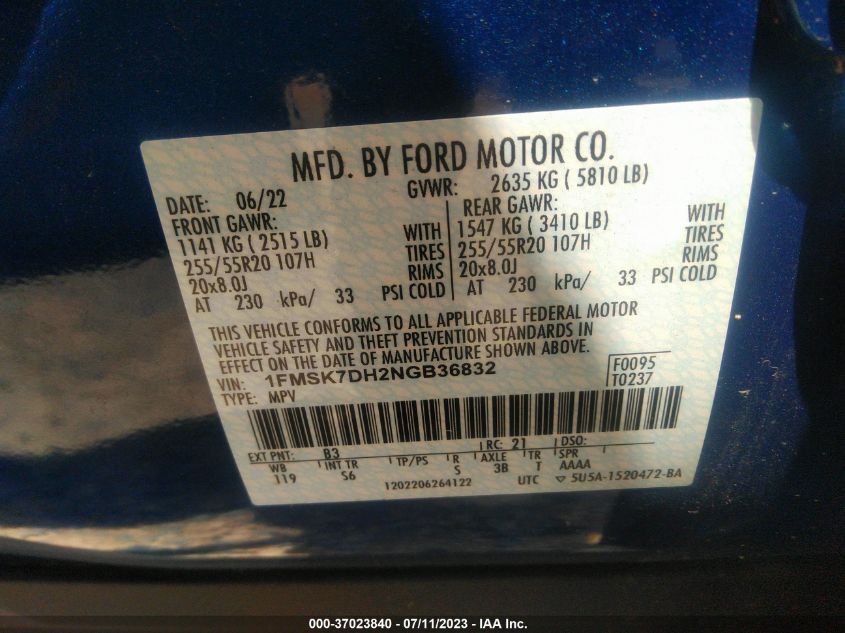 MFD. BY FORD MOTOR CO.
DATE: 06/22 GVWR: 2635 KG ( 5810 LB)
FRONT GAWR: REAR GAWR:
1141 KG ( 2515 LB) WITH 1547 KG ( 3410 LB) WITH
255/55R20 107H TIRES 255/55R20 107H TIRES
20x8.0J RIMS 20x8.0J RIMS
AT 230 kPa/ 33 PSI COLD AT 230 kPa/ 33 PSI COLD
THIS VEHICLE CONFORMS TO ALL APPLICABLE FEDERAL MOTOR
VEHICLE SAFETY AND THEFT PREVENTION STANDARDS IN
EFFECT ON THE DATE OF MANUFACTURE SHOWN ABOVE.
VIN: 1FMSK7DH2NGB36832 F0095
TYPE: MPV T0237
EXT PNT: B3 RC: 21 DSO:
WB INT TR TP/PS R AXLE TR SPR
119 S6 S 3B T AAAA
1202206264122 UTC ▽ 5U5A-1520472-BA
000-37023840 - 07/11/2023 - IAA Inc.